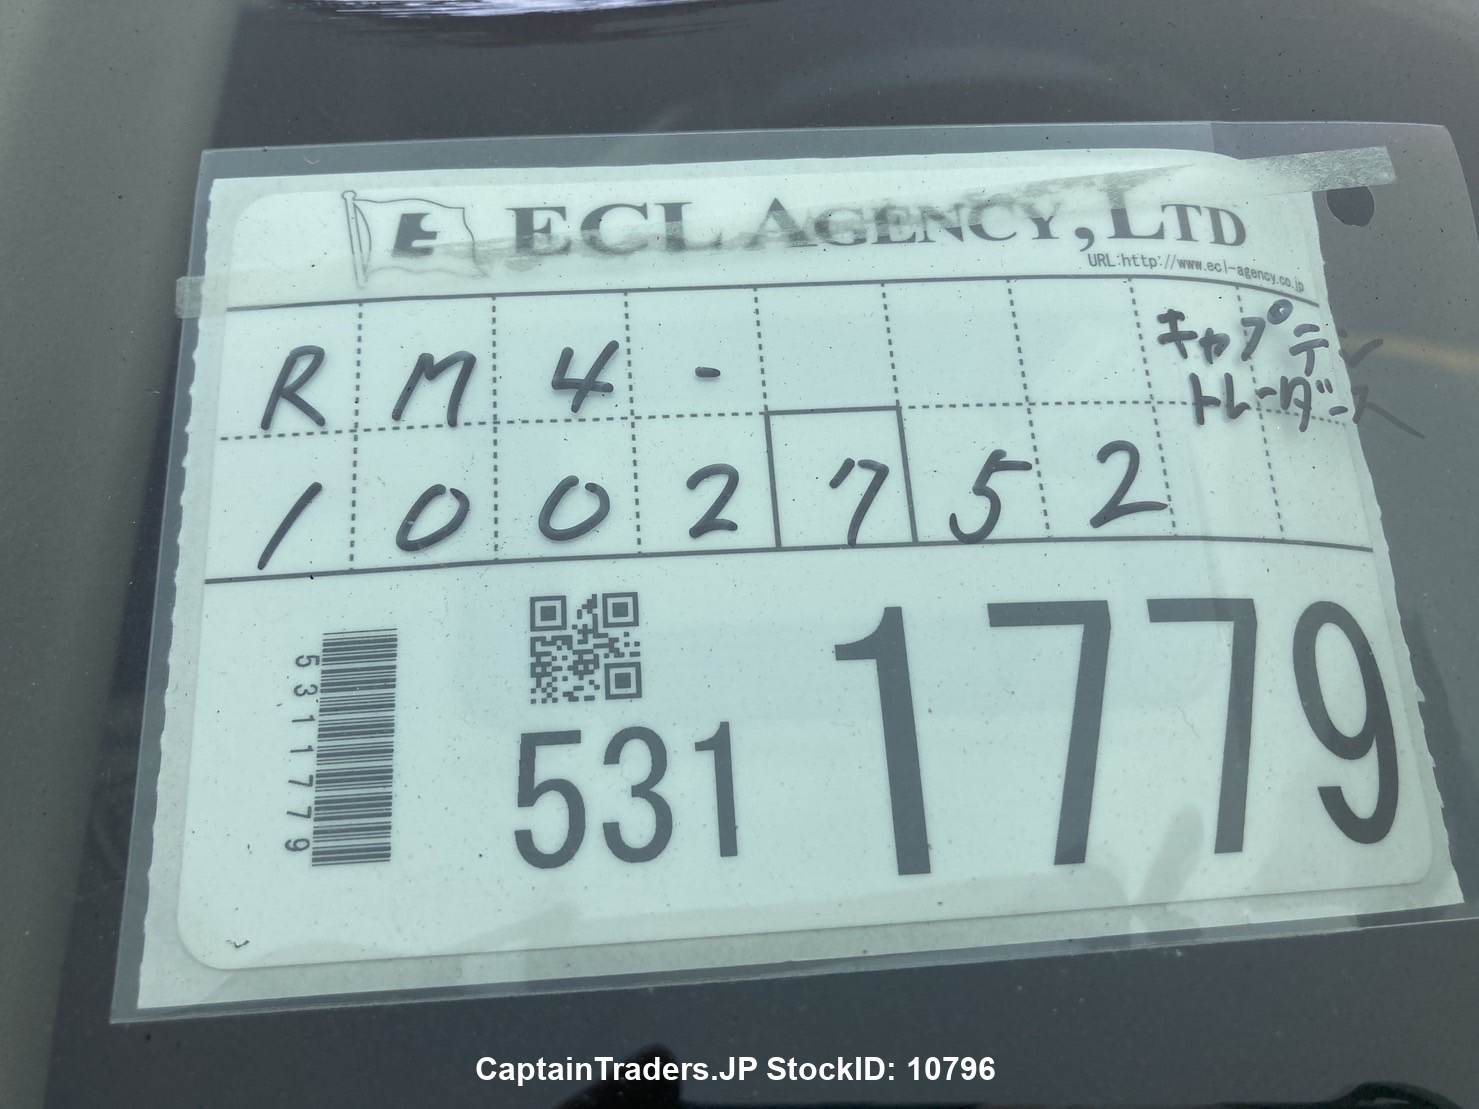 E ECL AGENCY, LTD
URL:http://www.ecl-agency.co.jp
RM4-
キャプテン
トレーダース
1002752
5311779
531 1779
CaptainTraders.JP StockID: 10796